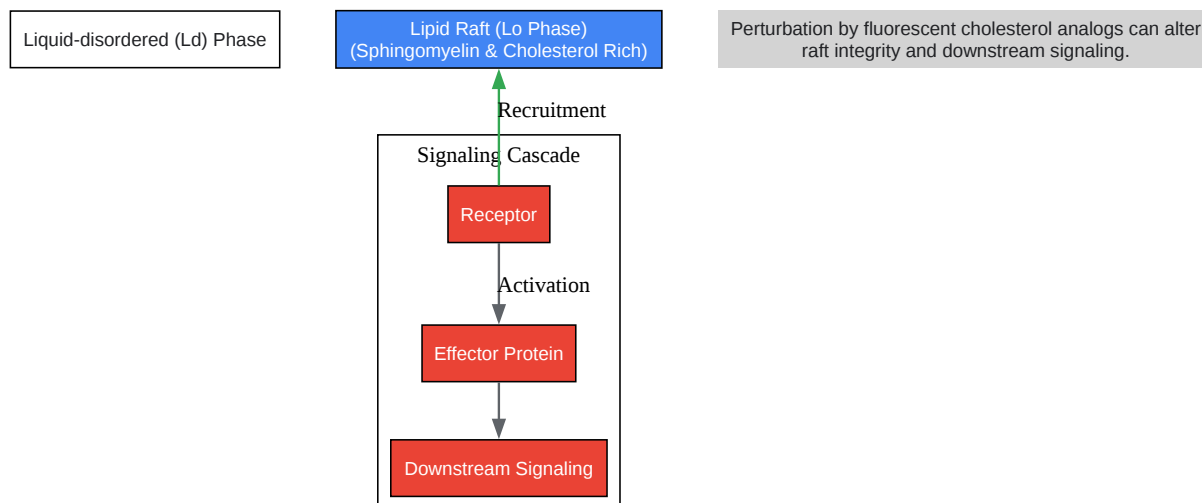 Liquid-disordered (Ld) Phase
Lipid Raft (Lo Phase)
(Sphingomyelin & Cholesterol Rich)
Perturbation by fluorescent cholesterol analogs can alter
raft integrity and downstream signaling.
Recruitment
Signaling Cascade
Receptor
Activation
Effector Protein
Downstream Signaling